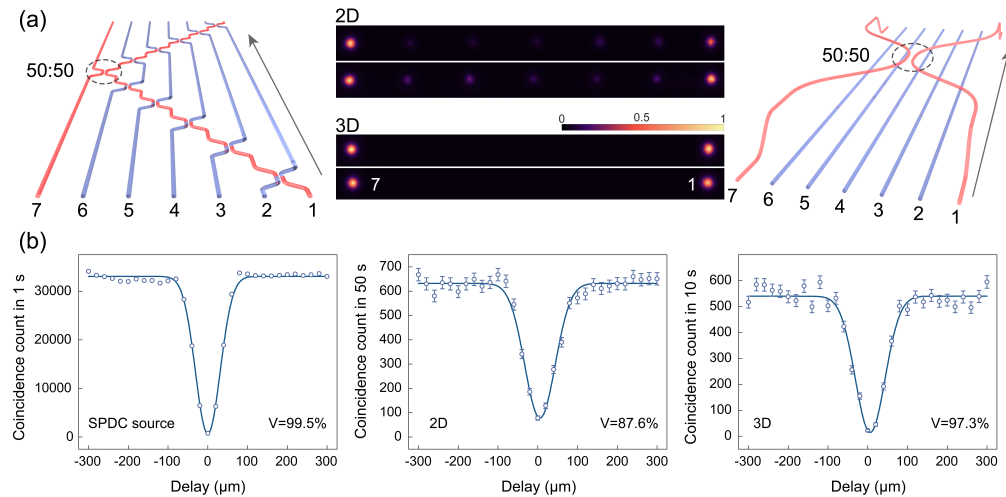 (a)
2D
50:50
50:50
0 0.5 1
3D
7 1
7 6 5 4 3 2 1
7 6 5 4 3 2 1
(b)
Coincidence count in 1 s
30000
20000
10000
0
SPDC source V=99.5%
-300 -200 -100 0 100 200 300
Delay (μm)
Coincidence count in 50 s
700
600
500
400
300
200
100
0
2D V=87.6%
-300 -200 -100 0 100 200 300
Delay (μm)
Coincidence count in 10 s
600
500
400
300
200
100
0
3D V=97.3%
-300 -200 -100 0 100 200 300
Delay (μm)